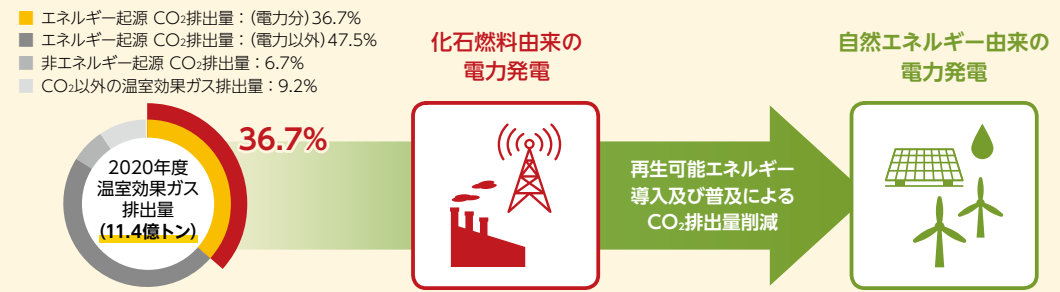 エネルギー起源 CO₂排出量：(電力分)36.7%
エネルギー起源 CO₂排出量：(電力以外)47.5%
非エネルギー起源 CO₂排出量：6.7%
CO₂以外の温室効果ガス排出量：9.2%
36.7%
2020年度
温室効果ガス
排出量
(11.4億トン)
化石燃料由来の
電力発電
再生可能エネルギー
導入及び普及による
CO₂排出量削減
自然エネルギー由来の
電力発電